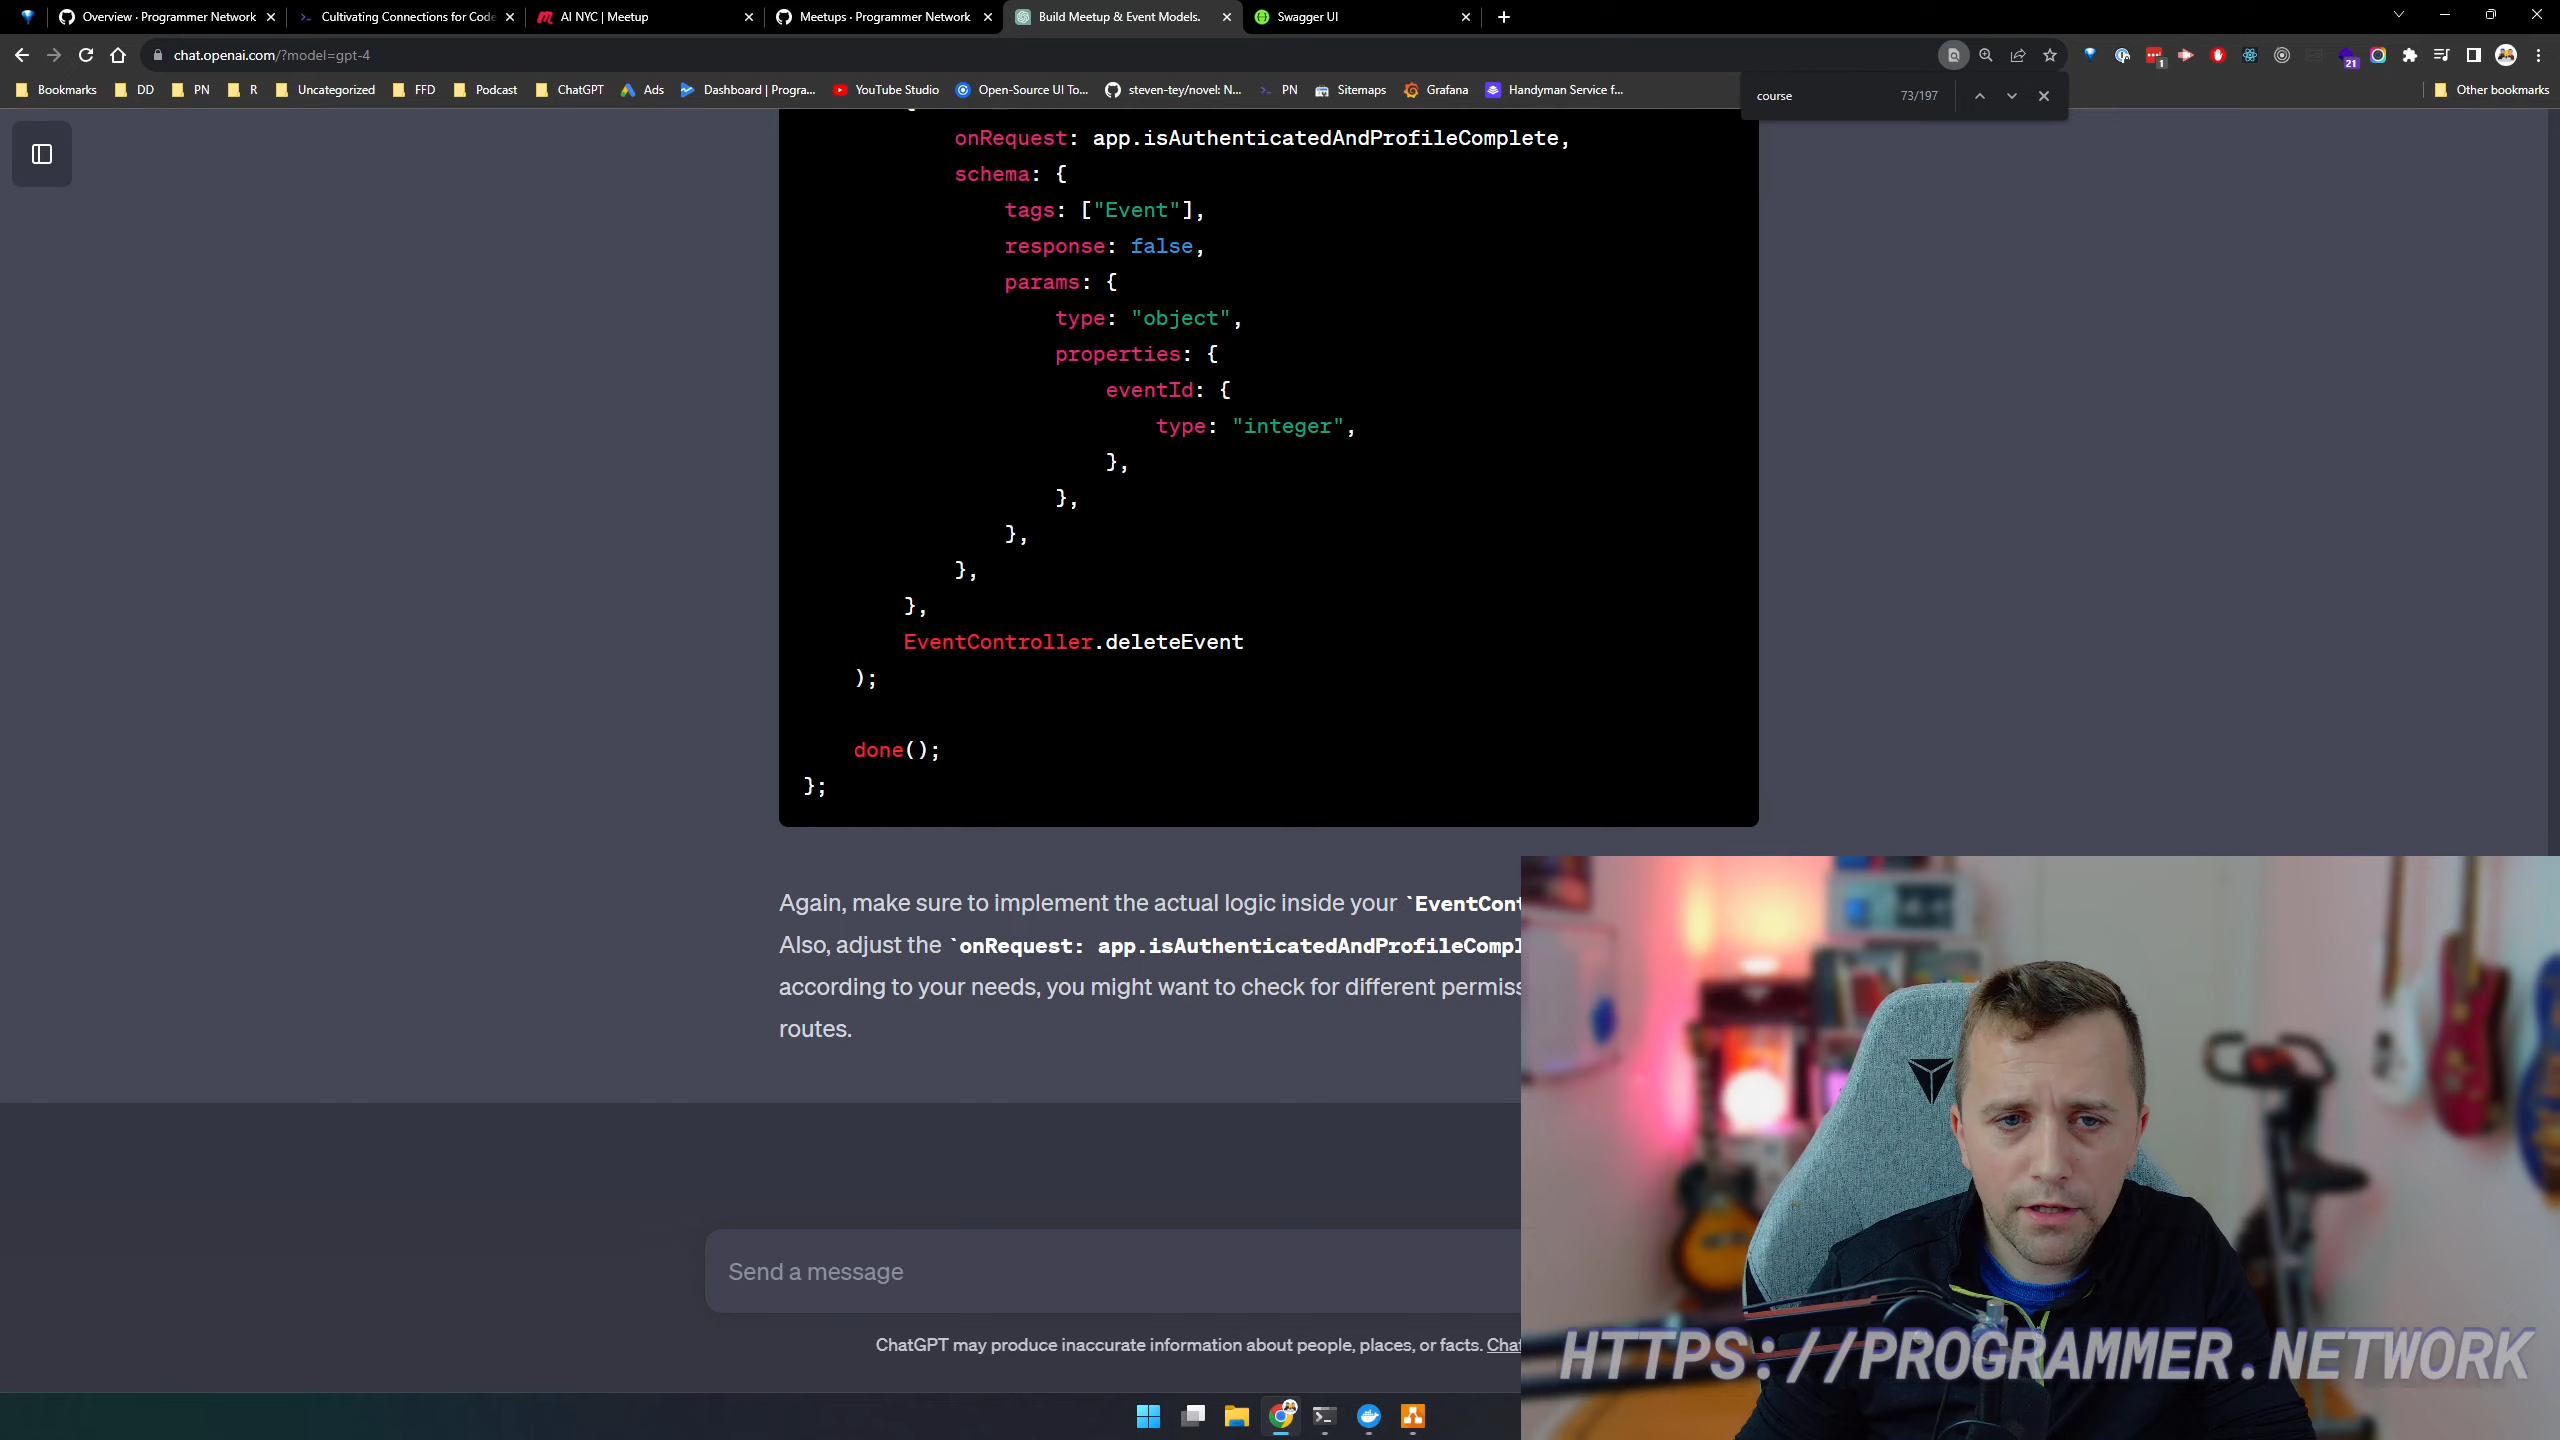 Overview · Programmer Network
Cultivating Connections for Code
AI NYC | Meetup
Meetups · Programmer Network
Build Meetup & Event Models.
Swagger UI
chat.openai.com/?model=gpt-4
1
21
Bookmarks
DD
PN
R
Uncategorized
FFD
Podcast
ChatGPT
Ads
Dashboard | Progra...
YouTube Studio
Open-Source UI To...
steven-tey/novel: N...
PN
Sitemaps
Grafana
Handyman Service f...
Other bookmarks
course
73/197
onRequest: app.isAuthenticatedAndProfileComplete,
schema: {
tags: ["Event"],
response: false,
params: {
type: "object",
properties: {
eventId: {
type: "integer",
},
},
},
},
},
EventController.deleteEvent
);
done();
};
Again, make sure to implement the actual logic inside your `EventCont
Also, adjust the `onRequest: app.isAuthenticatedAndProfileCompl
according to your needs, you might want to check for different permiss
routes.
Send a message
ChatGPT may produce inaccurate information about people, places, or facts. Chat
HTTPS://PROGRAMMER.NETWORK